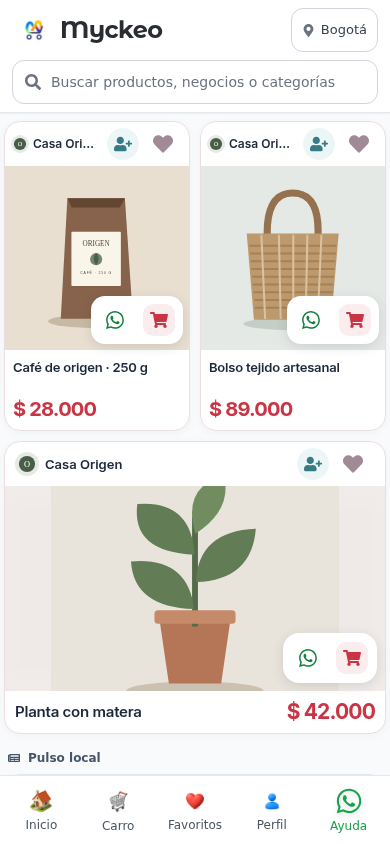 Myckeo
Bogotá
Buscar productos, negocios o categorías
Casa Ori...
Casa Ori...
ORIGEN
CAFÉ · 250 G
Café de origen · 250 g
Bolso tejido artesanal
$ 28.000
$ 89.000
Casa Origen
Planta con matera
$ 42.000
Pulso local
Inicio
Carro
Favoritos
Perfil
Ayuda